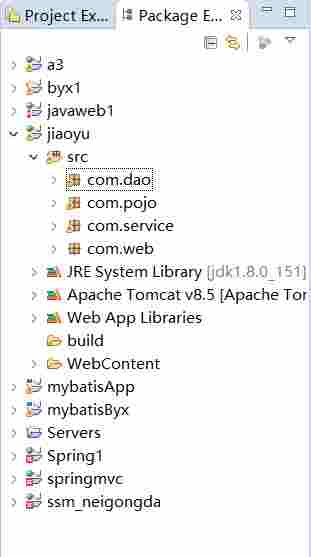 Project Ex...
Package E...
a3
byx1
javaweb1
jiaoyu
src
com.dao
com.pojo
com.service
com.web
JRE System Library [jdk1.8.0_151]
Apache Tomcat v8.5 [Apache Tor
Web App Libraries
build
WebContent
mybatisApp
mybatisByx
Servers
Spring1
springmvc
ssm_neigongda